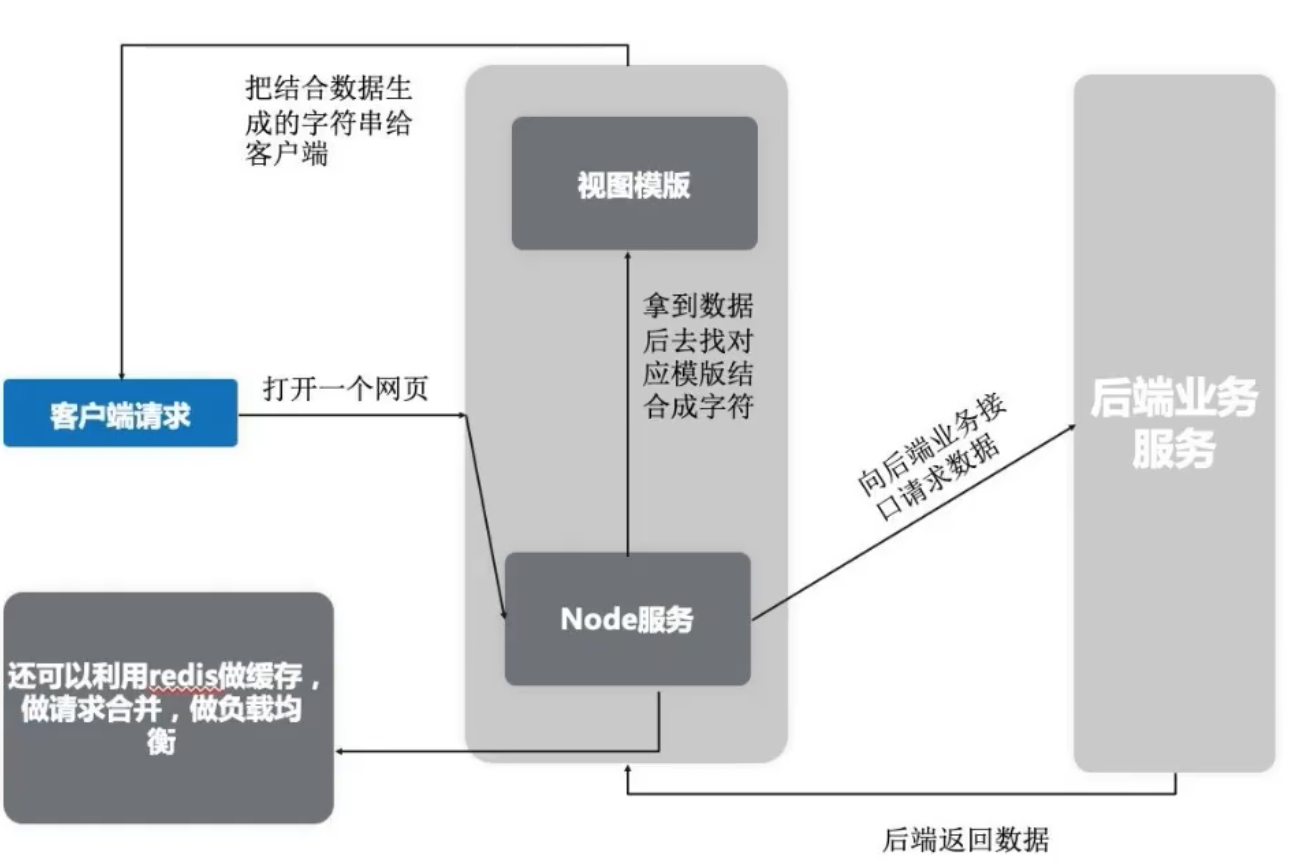 把结合数据生
成的字符串给
客户端
视图模版
拿到数据
后去找对
应模版结
合成字符
客户端请求
打开一个网页
向后端业务接
口请求数据
后端业务
服务
Node服务
还可以利用redis做缓存，
做请求合并，做负载均
衡
后端返回数据